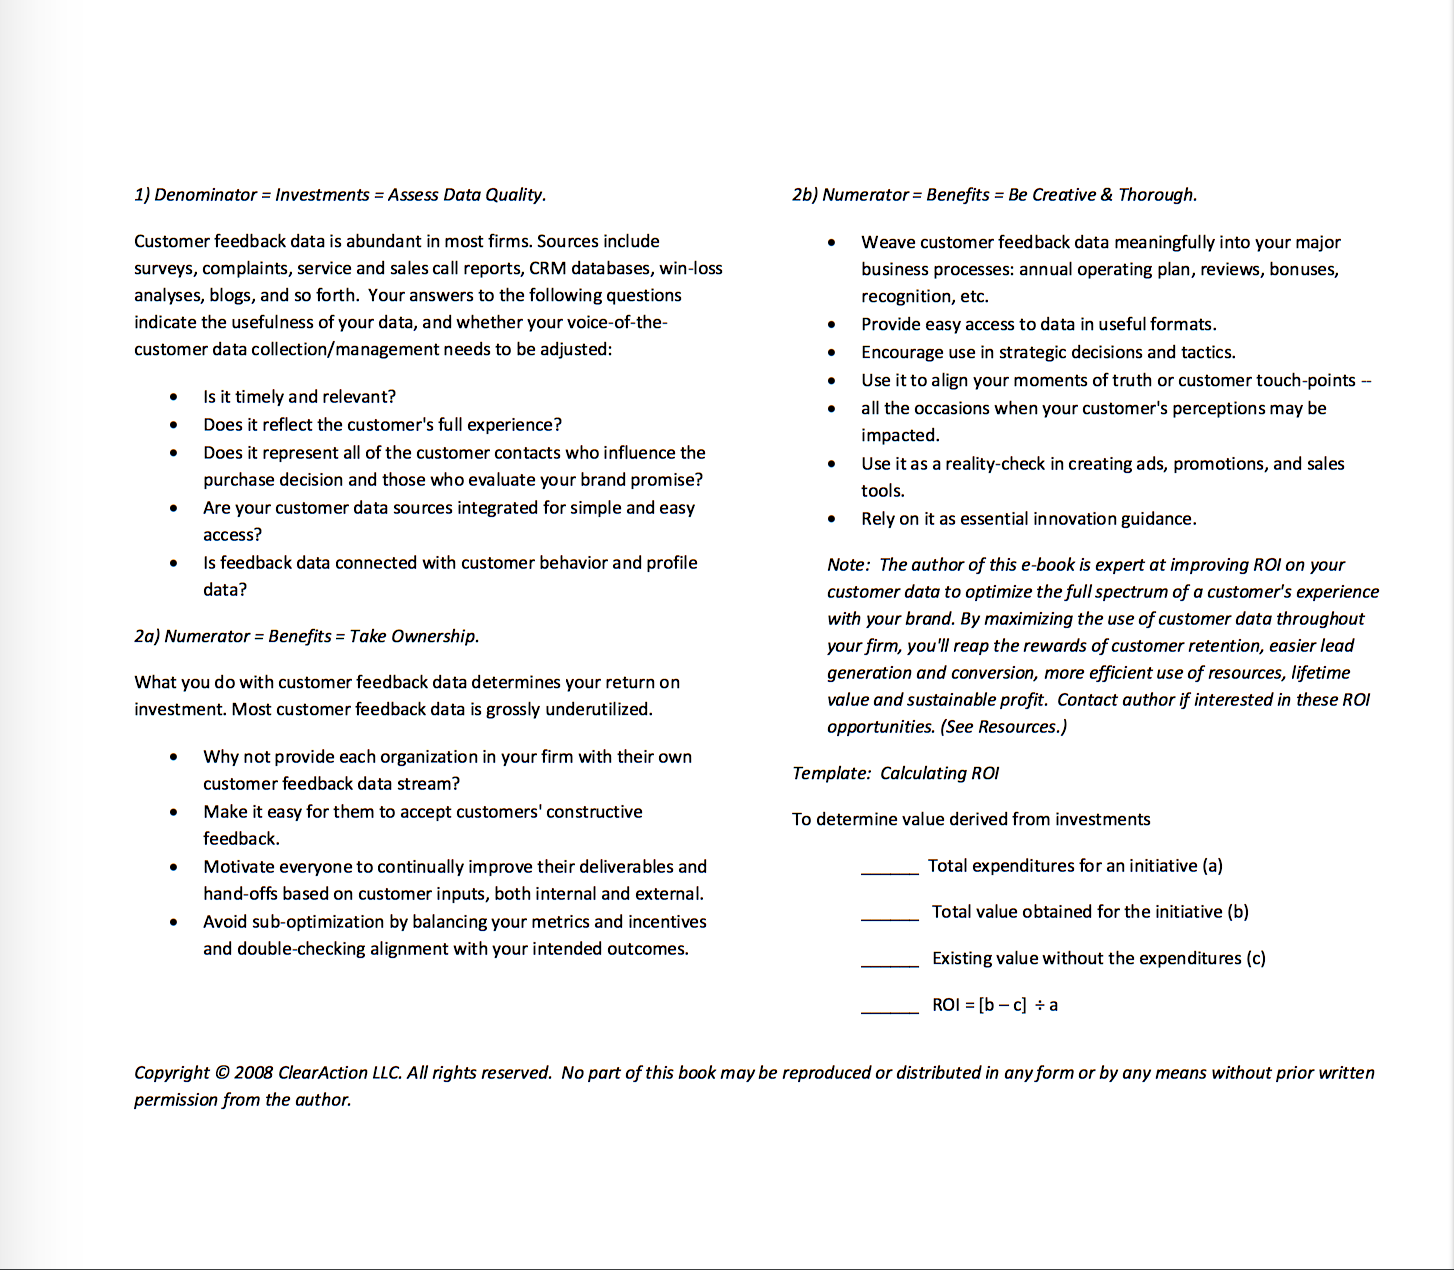 1) Denominator = Investments = Assess Data Quality.
Customer feedback data is abundant in most firms. Sources include
surveys, complaints, service and sales call reports, CRM databases, win-loss
analyses, blogs, and so forth.  Your answers to the following questions
indicate the usefulness of your data, and whether your voice-of-the-
customer data collection/management needs to be adjusted:
• Is it timely and relevant?
• Does it reflect the customer's full experience?
• Does it represent all of the customer contacts who influence the
purchase decision and those who evaluate your brand promise?
• Are your customer data sources integrated for simple and easy
access?
• Is feedback data connected with customer behavior and profile
data?
2a) Numerator = Benefits = Take Ownership.
What you do with customer feedback data determines your return on
investment. Most customer feedback data is grossly underutilized.
• Why not provide each organization in your firm with their own
customer feedback data stream?
• Make it easy for them to accept customers' constructive
feedback.
• Motivate everyone to continually improve their deliverables and
hand-offs based on customer inputs, both internal and external.
• Avoid sub-optimization by balancing your metrics and incentives
and double-checking alignment with your intended outcomes.
2b) Numerator = Benefits = Be Creative & Thorough.
• Weave customer feedback data meaningfully into your major
business processes: annual operating plan, reviews, bonuses,
recognition, etc.
• Provide easy access to data in useful formats.
• Encourage use in strategic decisions and tactics.
• Use it to align your moments of truth or customer touch-points --
• all the occasions when your customer's perceptions may be
impacted.
• Use it as a reality-check in creating ads, promotions, and sales
tools.
• Rely on it as essential innovation guidance.
Note:  The author of this e-book is expert at improving ROI on your
customer data to optimize the full spectrum of a customer's experience
with your brand. By maximizing the use of customer data throughout
your firm, you'll reap the rewards of customer retention, easier lead
generation and conversion, more efficient use of resources, lifetime
value and sustainable profit.  Contact author if interested in these ROI
opportunities. (See Resources.)
Template:  Calculating ROI
To determine value derived from investments
______ Total expenditures for an initiative (a)
______ Total value obtained for the initiative (b)
______ Existing value without the expenditures (c)
______ ROI = [b – c] ÷ a
Copyright © 2008 ClearAction LLC. All rights reserved.  No part of this book may be reproduced or distributed in any form or by any means without prior written
permission from the author.